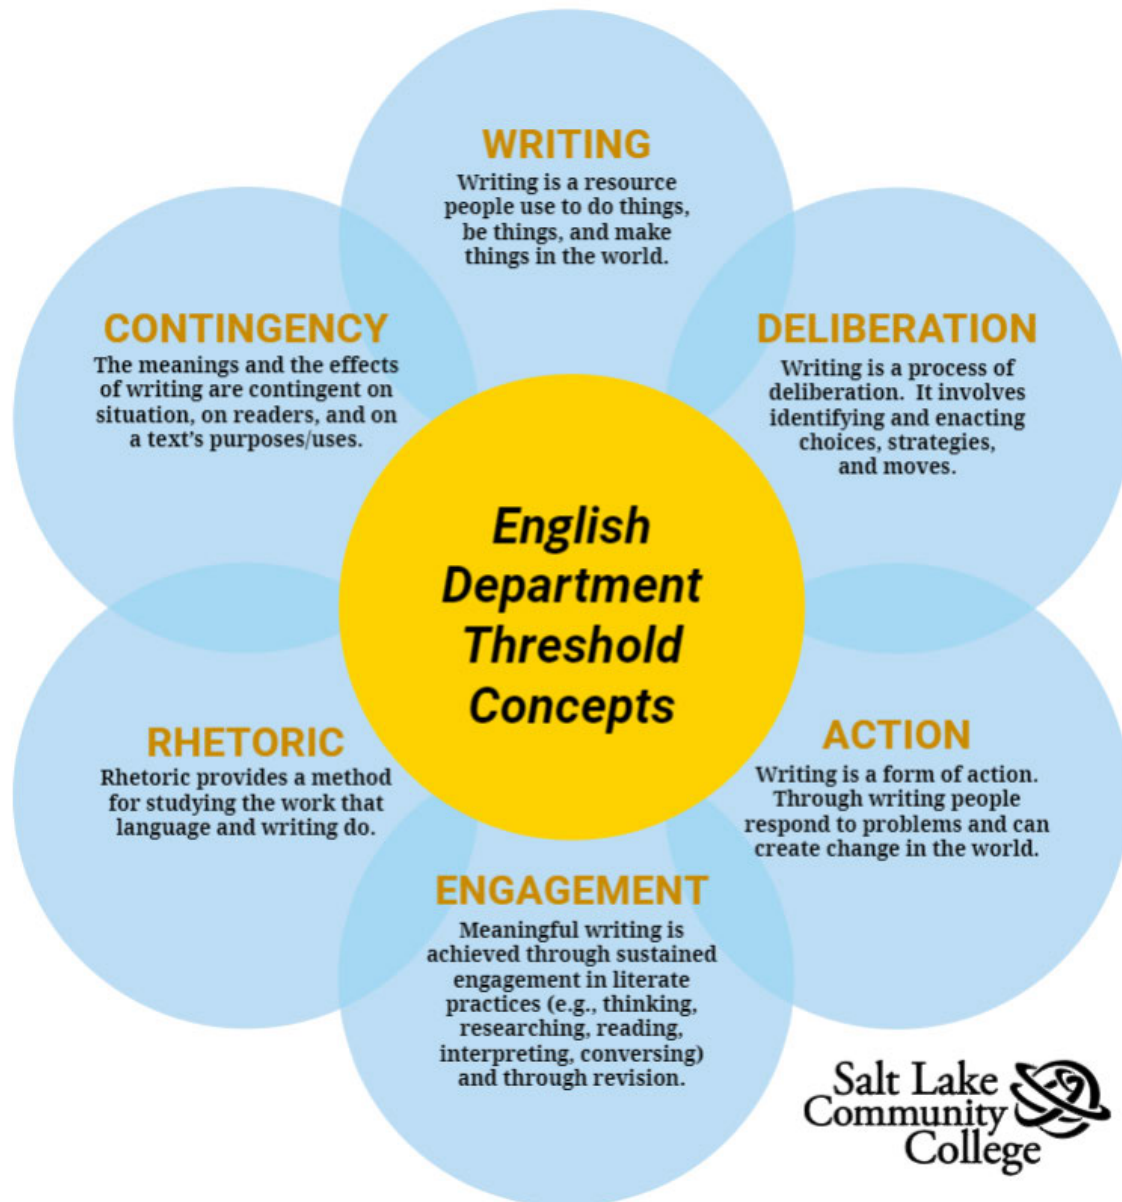 WRITING
Writing is a resource
people use to do things,
be things, and make
things in the world.
DELIBERATION
Writing is a process of
deliberation.  It involves
identifying and enacting
choices, strategies,
and moves.
ACTION
Writing is a form of action.
Through writing people
respond to problems and can
create change in the world.
ENGAGEMENT
Meaningful writing is
achieved through sustained
engagement in literate
practices (e.g., thinking,
researching, reading,
interpreting, conversing)
and through revision.
RHETORIC
Rhetoric provides a method
for studying the work that
language and writing do.
CONTINGENCY
The meanings and the effects
of writing are contingent on
situation, on readers, and on
a text's purposes/uses.
English
Department
Threshold
Concepts
Salt Lake
Community
College